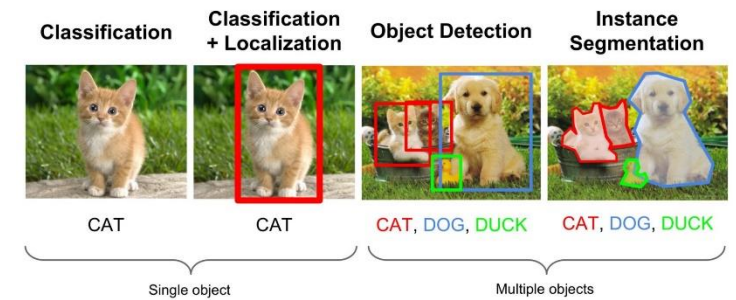 Classification
Classification
+ Localization
Object Detection
Instance
Segmentation
CAT
CAT
CAT, DOG, DUCK
CAT, DOG, DUCK
Single object
Multiple objects